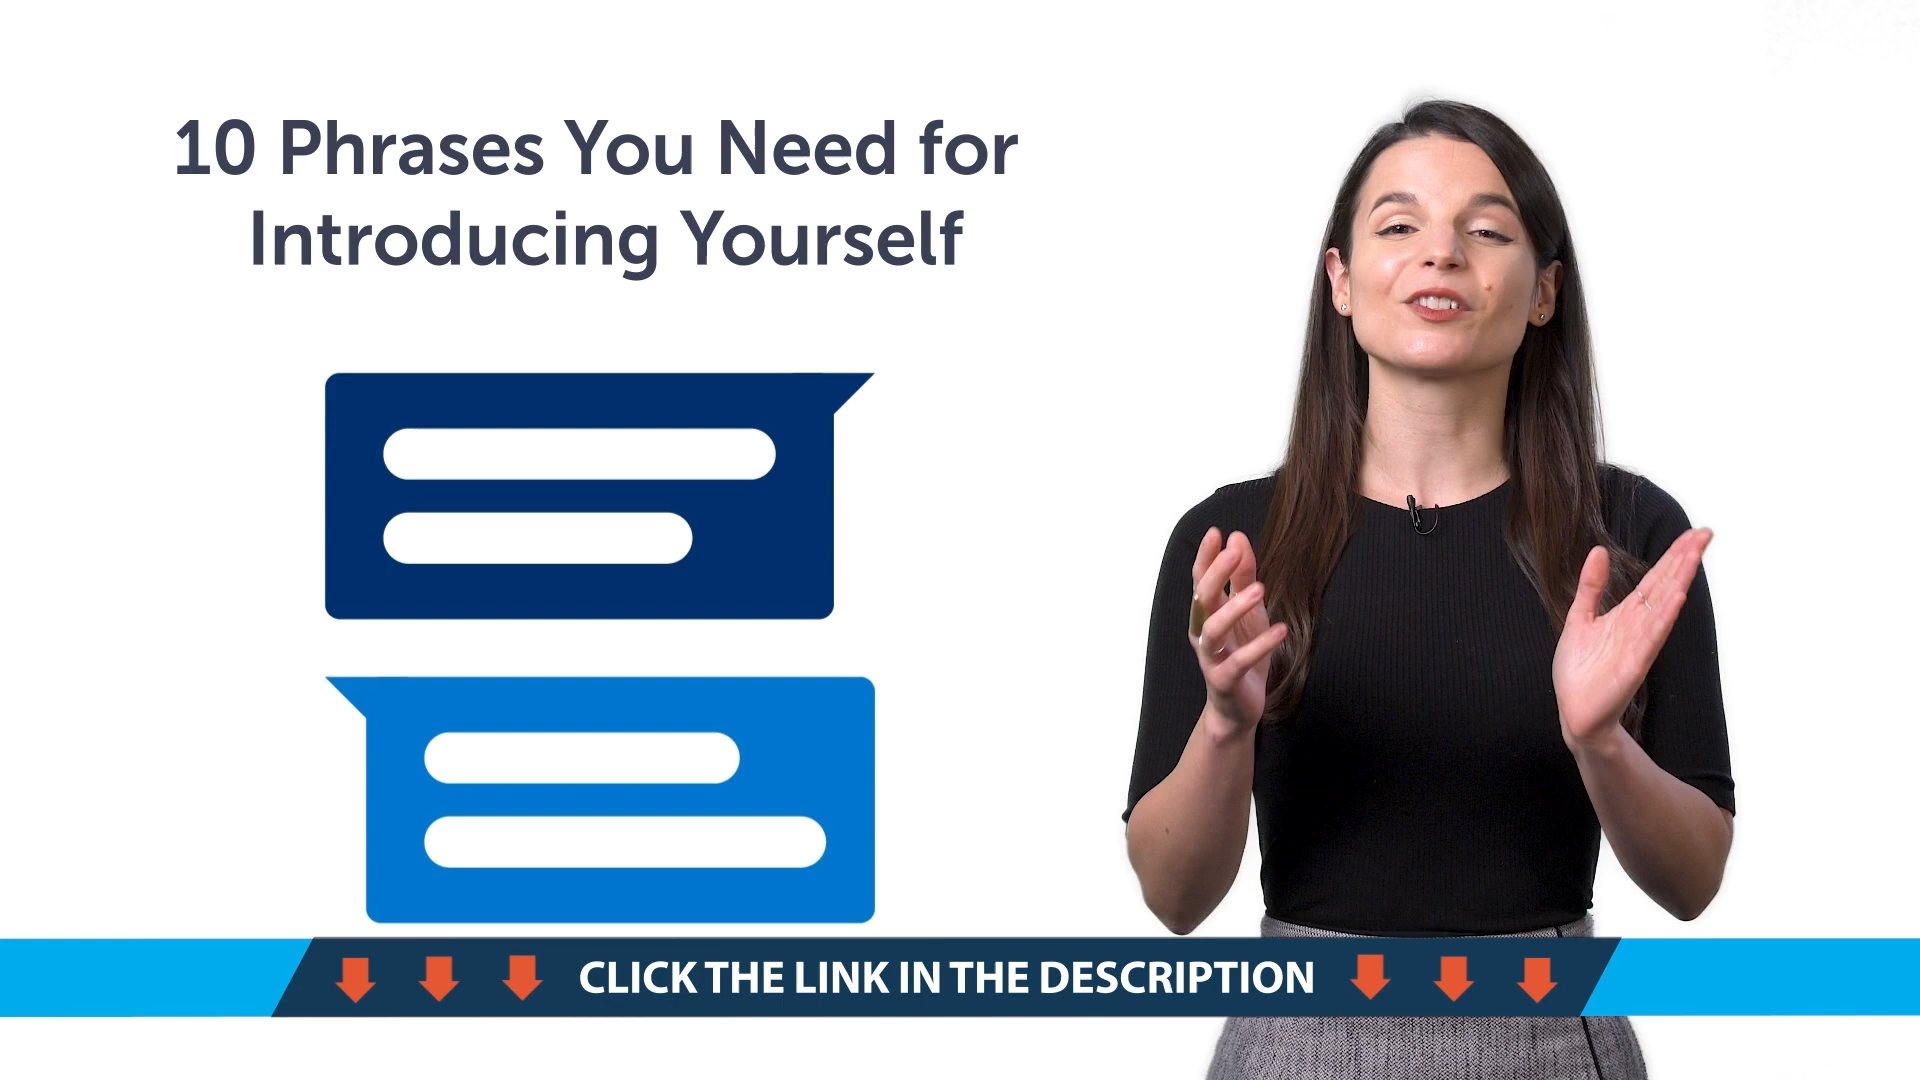 10 Phrases You Need for
Introducing Yourself
CLICK THE LINK IN THE DESCRIPTION